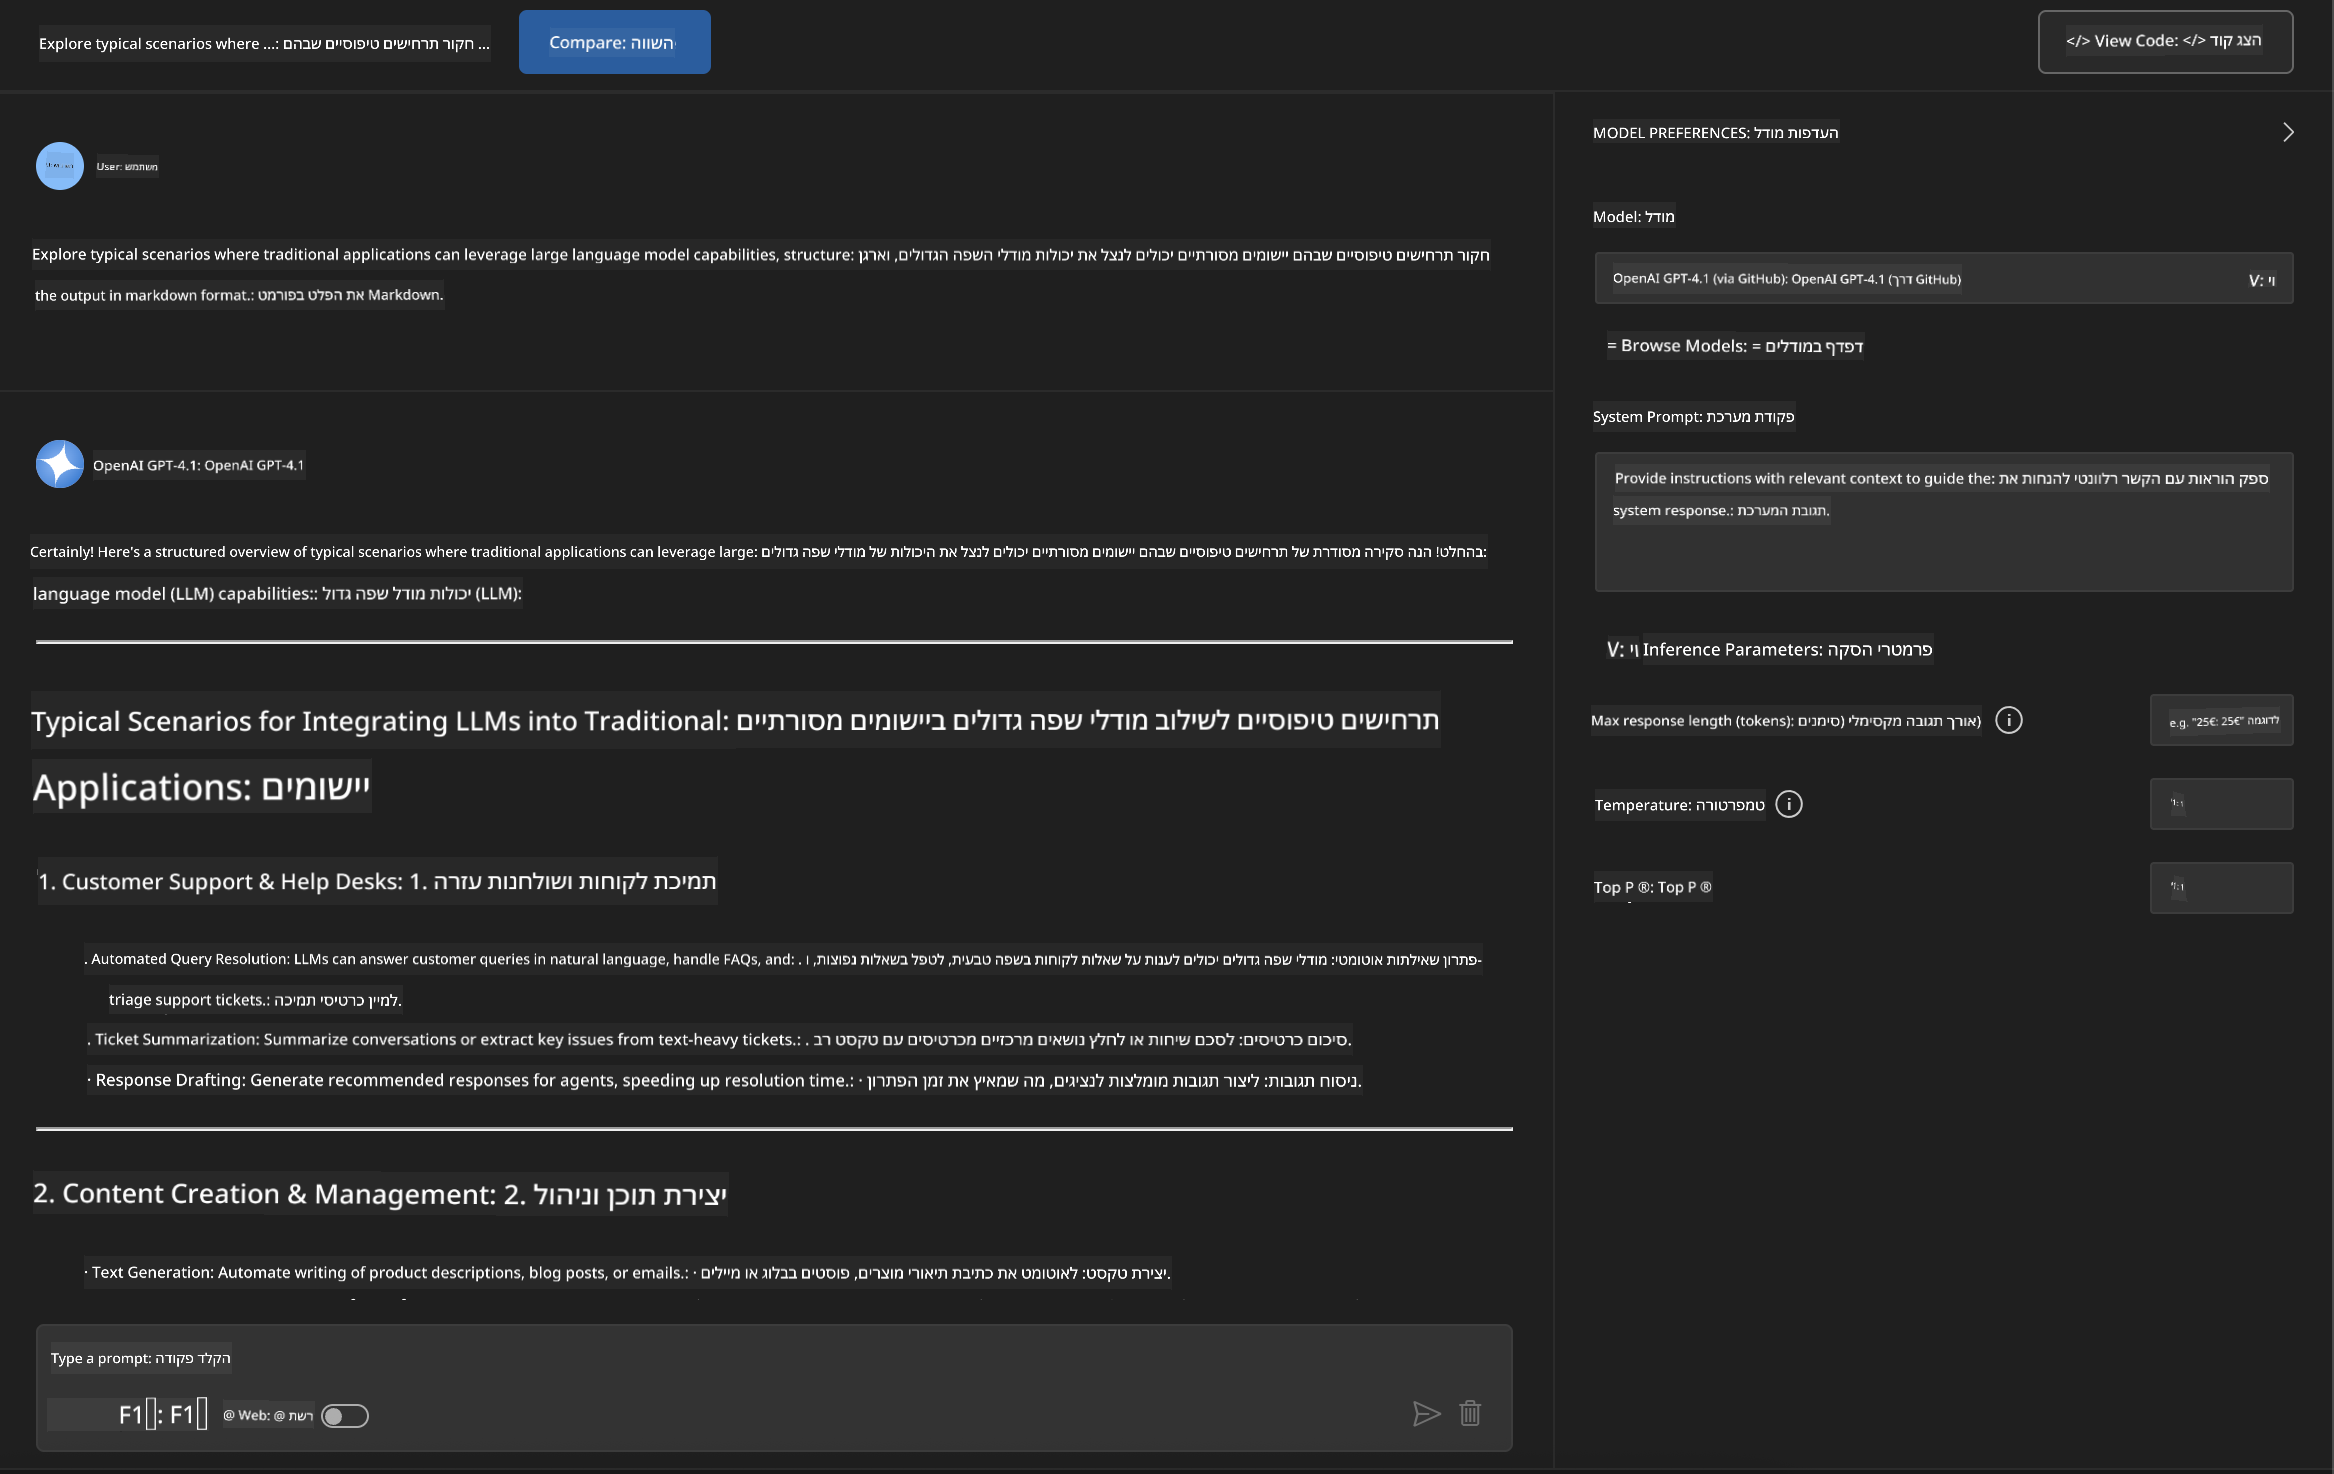 Explore typical scenarios where ...: חקור תרחישים טיפוסיים שבהם ...
Compare: השווה
</> View Code: </> הצג קוד
User: משתמש
Explore typical scenarios where traditional applications can leverage large language model capabilities, structure: חקור תרחישים טיפוסיים שבהם יישומים מסורתיים יכולים לנצל את יכולות מודלי השפה הגדולים, וארגן
the output in markdown format.: את הפלט בפורמט Markdown.
OpenAI GPT-4.1: OpenAI GPT-4.1
Certainly! Here's a structured overview of typical scenarios where traditional applications can leverage large: בהחלט! הנה סקירה מסודרת של תרחישים טיפוסיים שבהם יישומים מסורתיים יכולים לנצל את היכולות של מודלי שפה גדולים:
language model (LLM) capabilities:: יכולות מודל שפה גדול (LLM):
Typical Scenarios for Integrating LLMs into Traditional: תרחישים טיפוסיים לשילוב מודלי שפה גדולים ביישומים מסורתיים
Applications: יישומים
1. Customer Support & Help Desks: 1. תמיכת לקוחות ושולחנות עזרה
. Automated Query Resolution: LLMs can answer customer queries in natural language, handle FAQs, and: . פתרון שאילתות אוטומטי: מודלי שפה גדולים יכולים לענות על שאלות לקוחות בשפה טבעית, לטפל בשאלות נפוצות, ו-
triage support tickets.: למיין כרטיסי תמיכה.
. Ticket Summarization: Summarize conversations or extract key issues from text-heavy tickets.: . סיכום כרטיסים: לסכם שיחות או לחלץ נושאים מרכזיים מכרטיסים עם טקסט רב.
· Response Drafting: Generate recommended responses for agents, speeding up resolution time.: · ניסוח תגובות: ליצור תגובות מומלצות לנציגים, מה שמאיץ את זמן הפתרון.
2. Content Creation & Management: 2. יצירת תוכן וניהול
· Text Generation: Automate writing of product descriptions, blog posts, or emails.: · יצירת טקסט: לאוטומט את כתיבת תיאורי מוצרים, פוסטים בבלוג או מיילים.
Type a prompt: הקלד פקודה
F1▯: F1▯
@ Web: @ רשת
MODEL PREFERENCES: העדפות מודל
Model: מודל
OpenAI GPT-4.1 (via GitHub): OpenAI GPT-4.1 (דרך GitHub)
V: וי
= Browse Models: = דפדף במודלים
System Prompt: פקודת מערכת
Provide instructions with relevant context to guide the: ספק הוראות עם הקשר רלוונטי להנחות את
system response.: תגובת המערכת.
V: וי Inference Parameters: פרמטרי הסקה
Max response length (tokens): אורך תגובה מקסימלי (סימנים)
e.g. "25€: לדוגמה "25€
Temperature: טמפרטורה
Top P ®: Top P ®